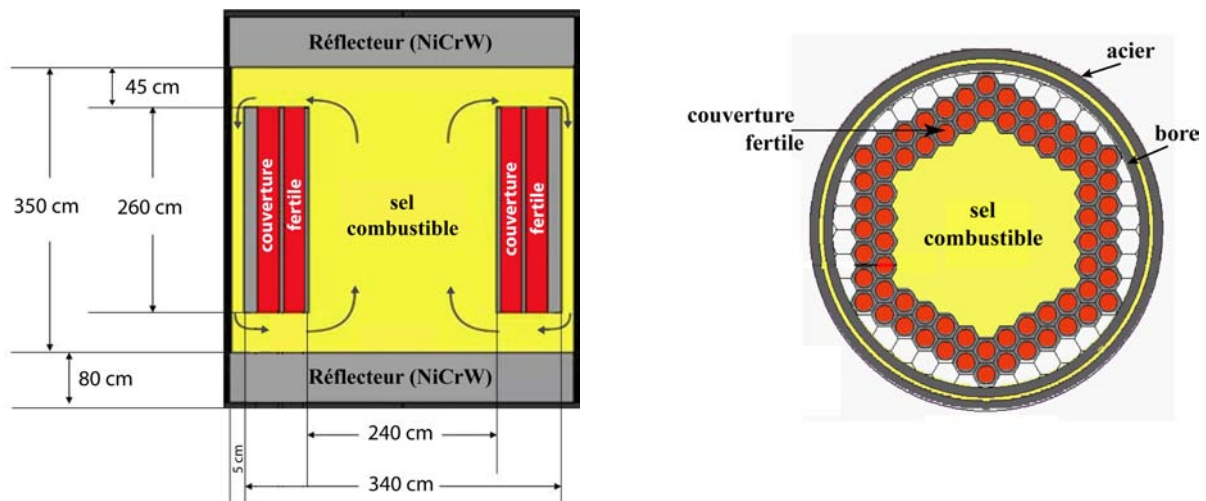 Réflecteur (NiCrW)
45 cm
350 cm
260 cm
couverture
fertile
sel
combustible
couverture
fertile
80 cm
Réflecteur (NiCrW)
240 cm
5 cm
340 cm
acier
couverture
fertile
bore
sel
combustible